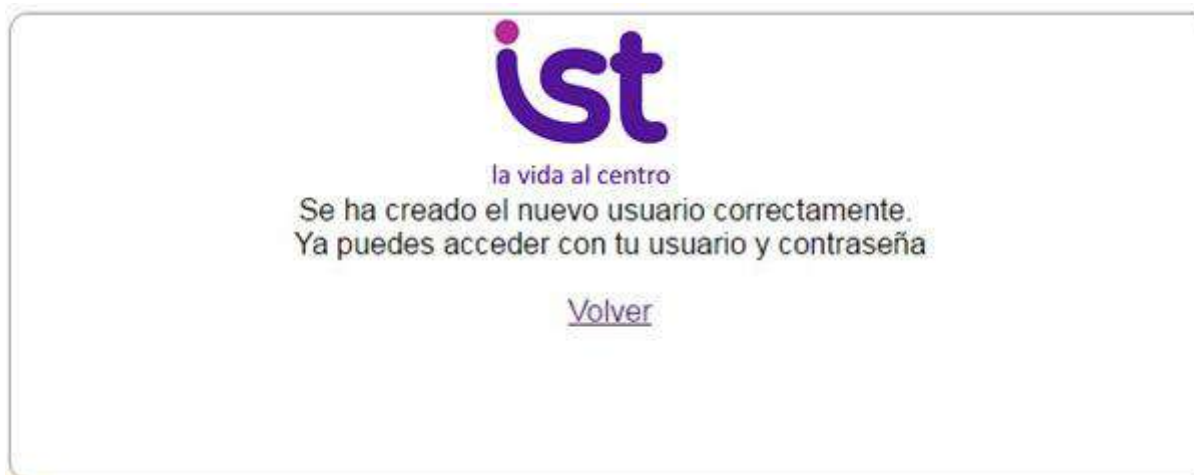 ist
la vida al centro
Se ha creado el nuevo usuario correctamente.
Ya puedes acceder con tu usuario y contraseña
Volver